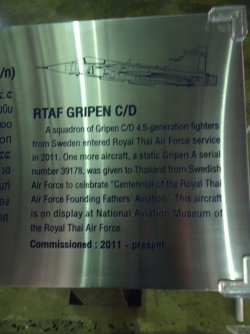 RTAF GRIPEN C/D
A squadron of Gripen C/D 4.5-generation fighters
from Sweden entered Royal Thai Air Force service
in 2011. One more aircraft, a static Gripen A serial
number 39178, was given to Thailand from Swedish
Air Force to celebrate "Centennial of the Royal Thai
Air Force Founding Fathers' Aviation." This aircraft
is on display at National Aviation Museum of
the Royal Thai Air Force.
Commissioned : 2011 - present